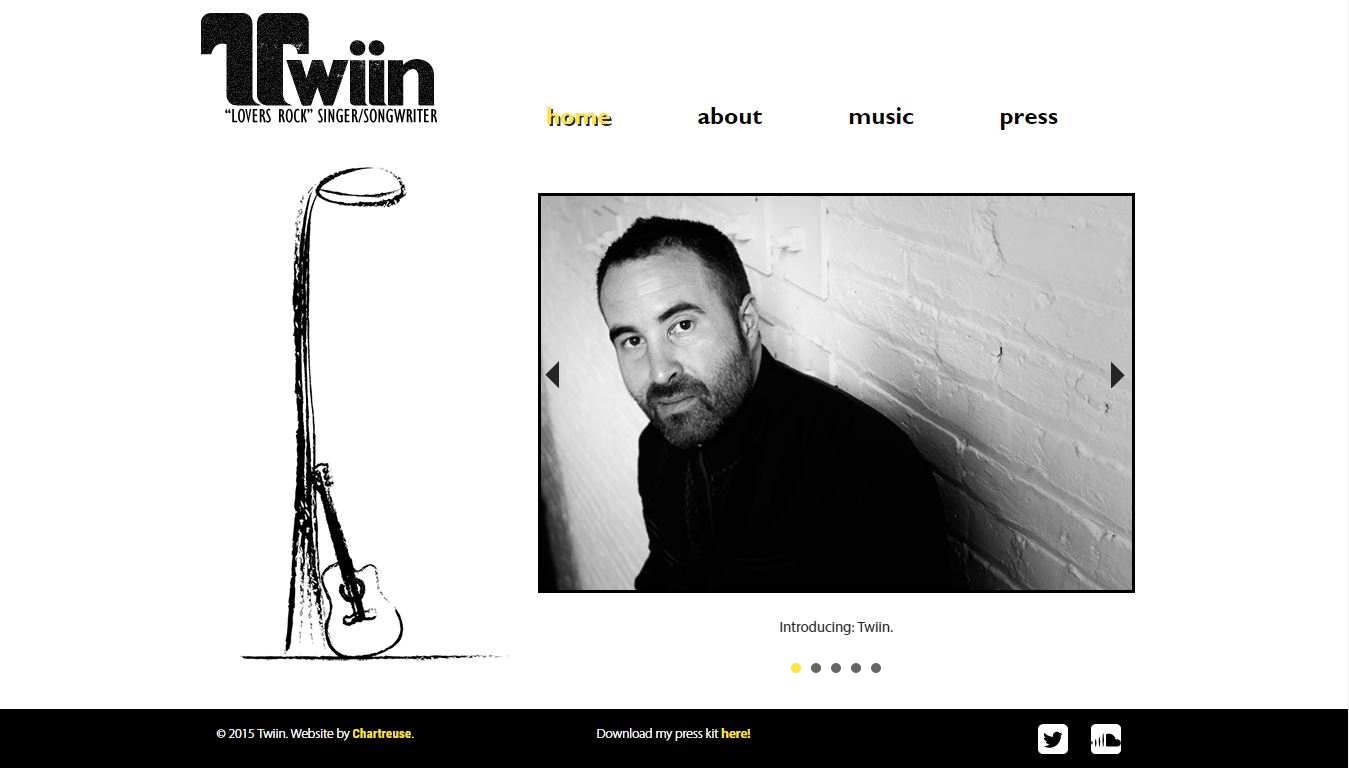 Twiin
“LOVERS ROCK” SINGER/SONGWRITER
home about music press
Introducing: Twiin.
© 2015 Twiin. Website by Chartreuse. Download my press kit here!